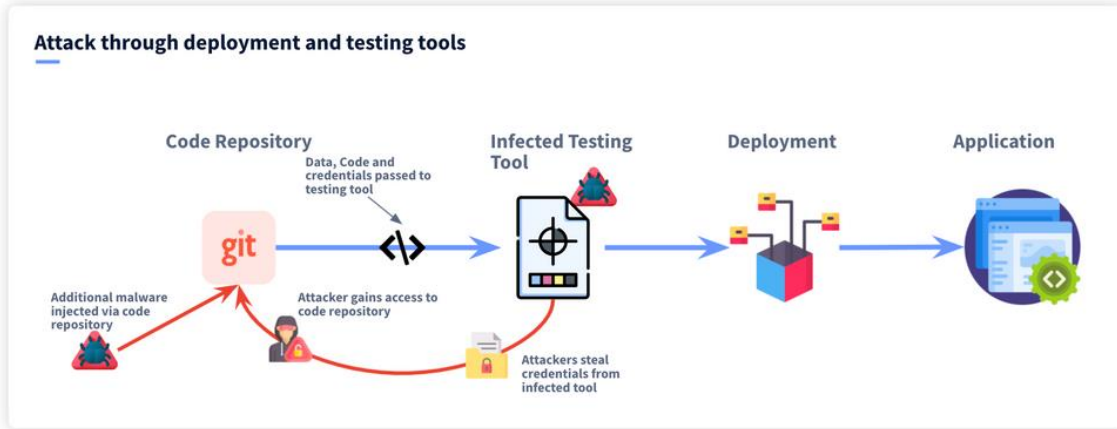 Attack through deployment and testing tools
Code Repository
Data, Code and
credentials passed to
testing tool
Infected Testing
Tool
Deployment
Application
git
</>
Additional malware
injected via code
repository
Attacker gains access to
code repository
Attackers steal
credentials from
infected tool
<>